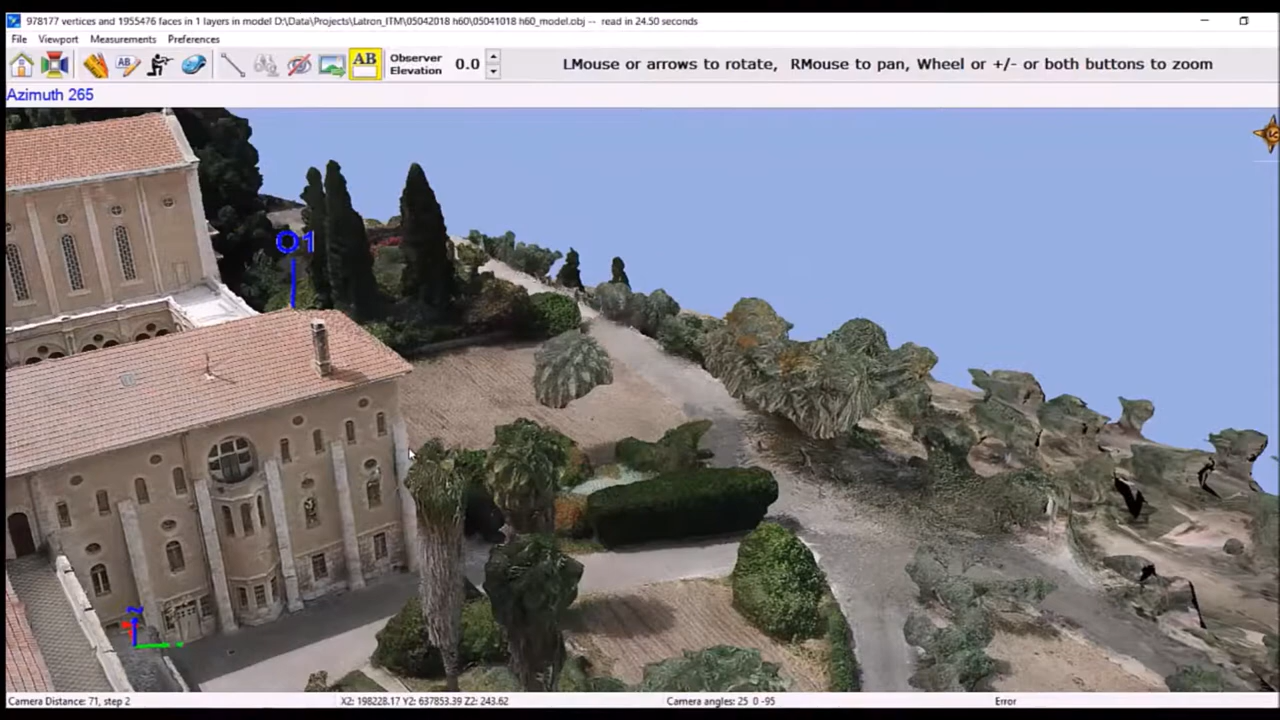 978177 vertices and 1955476 faces in 1 layers in model D:\Data\Projects\Latron_ITM\05042018 h60\05041018 h60_model.obj -- read in 24.50 seconds
File Viewport Measurements Preferences
AB
AB
Observer Elevation 0.0
LMouse or arrows to rotate, RMouse to pan, Wheel or +/- or both buttons to zoom
Azimuth 265
O1
Camera Distance: 71, step 2
X2: 198228.17 Y2: 637853.39 Z2: 243.62
Camera angles: 25 0 -95
Error